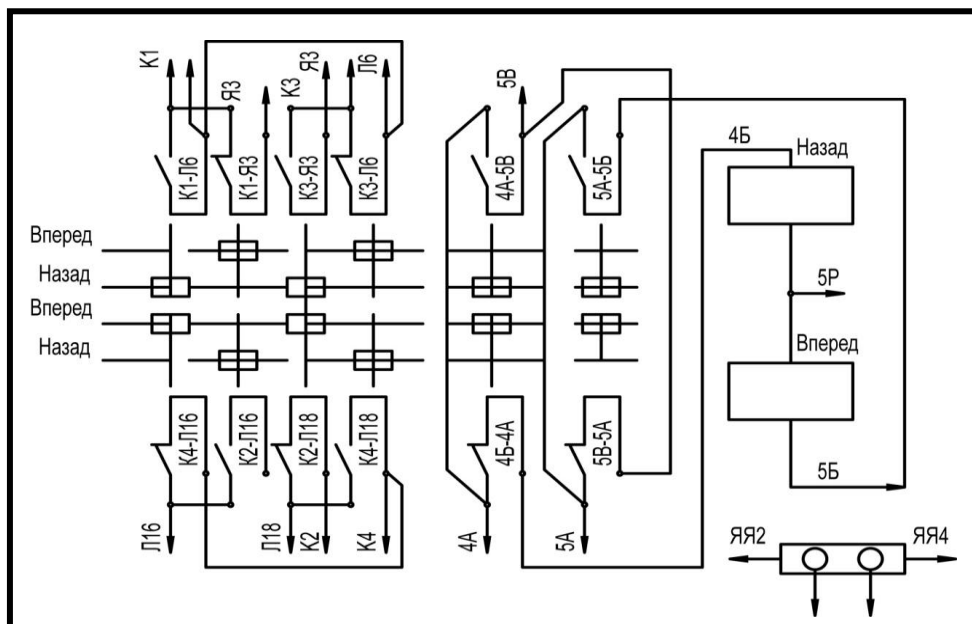 К1
Я3
К3
Я3
Л6
5В
4Б
Назад
К1-Л6
К1-Я3
К3-Я3
К3-Л6
4А-5В
5А-5Б
Вперед
Назад
5Р
Вперед
Назад
Вперед
К4-Л16
К2-Л16
К2-Л18
К4-Л18
4Б-4А
5В-5А
5Б
Л16
Л18
К2
К4
4А
5А
ЯЯ2
ЯЯ4